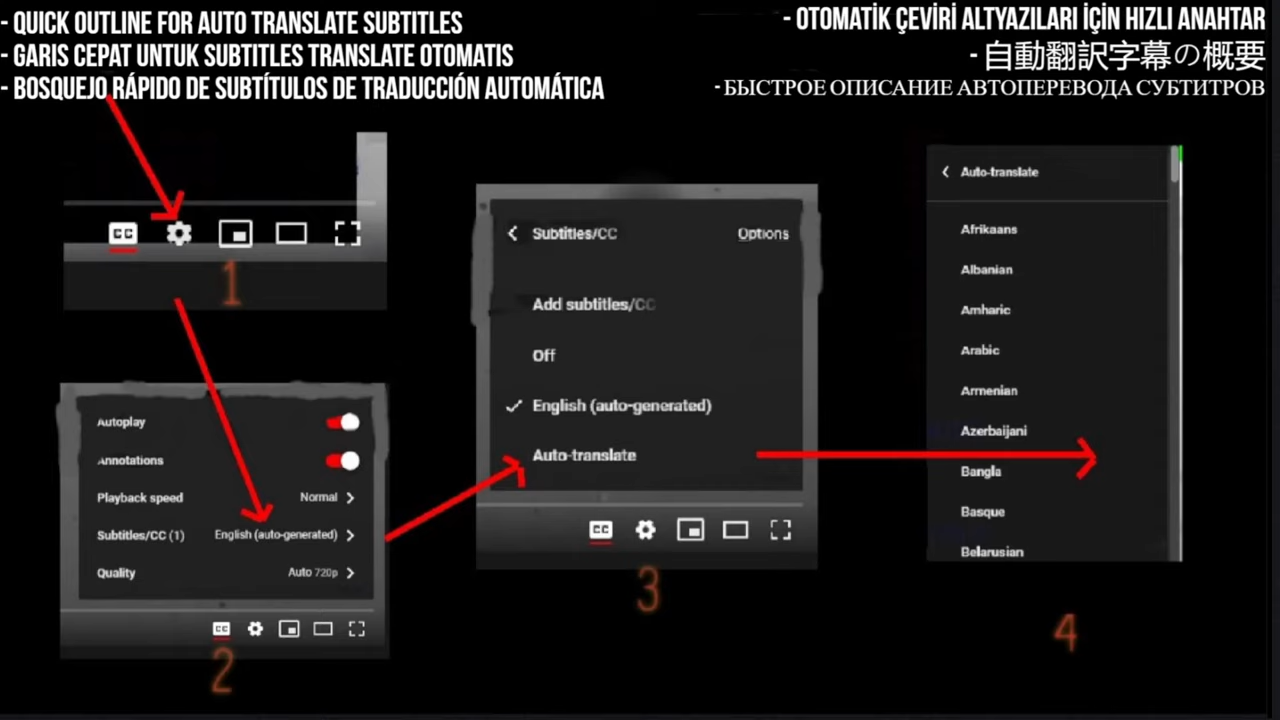 - QUICK OUTLINE FOR AUTO TRANSLATE SUBTITLES
- GARIS CEPAT UNTUK SUBTITLES TRANSLATE OTOMATIS
- BOSQUEJO RÁPIDO DE SUBTÍTULOS DE TRADUCCIÓN AUTOMÁTICA
- OTOMATİK ÇEVİRİ ALTYAZILARI İÇİN HIZLI ANAHTAR
- 自動翻訳字幕の概要
- БЫСТРОЕ ОПИСАНИЕ АВТОПЕРЕВОДА СУБТИТРОВ
CC
1
Autoplay
Annotations
Playback speed Normal
Subtitles/CC (1) English (auto-generated)
Quality Auto 720p
CC
2
Subtitles/CC Options
Add subtitles/CC
Off
English (auto-generated)
Auto-translate
CC
3
Auto-translate
Afrikaans
Albanian
Amharic
Arabic
Armenian
Azerbaijani
Bangla
Basque
Belarusian
4